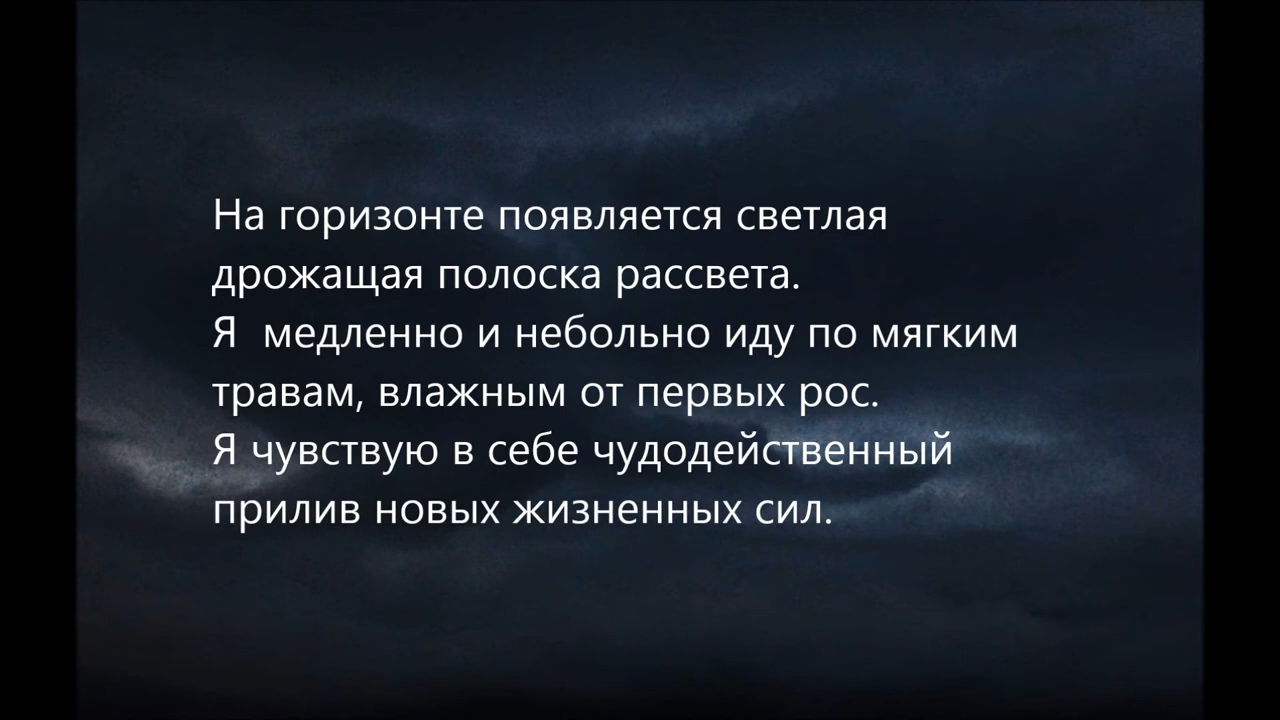 На горизонте появляется светлая
дрожащая полоска рассвета.
Я  медленно и небольно иду по мягким
травам, влажным от первых рос.
Я чувствую в себе чудодейственный
прилив новых жизненных сил.